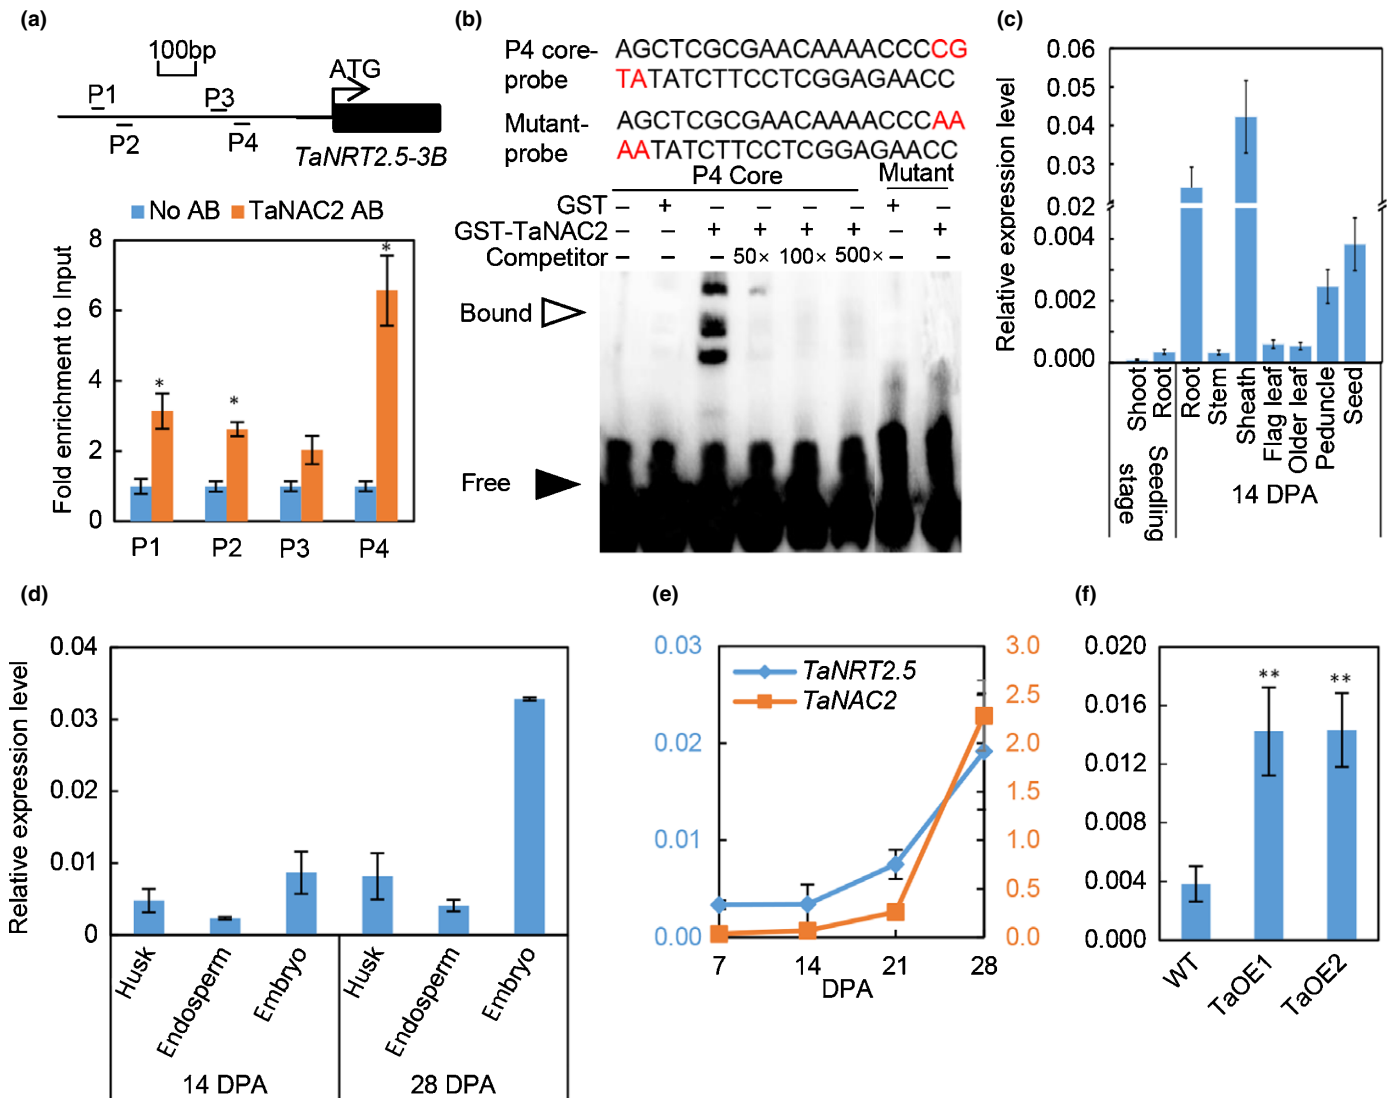 (a)
100bp
ATG
P1
P3
P2
P4
TaNRT2.5-3B
No AB
TaNAC2 AB
Fold enrichment to Input
8
6
4
2
0
*
*
*
P1
P2
P3
P4
(b)
P4 core-
probe
AGCTCGCGAACAAAACCCCG
TATATCTTCCTCGGAGAACC
Mutant-
probe
AGCTCGCGAACAAAACCCAA
AATATCTTCCTCGGAGAACC
P4 Core
Mutant
GST
– + – – – – + –
GST-TaNAC2
– – + + + + – +
Competitor
– – – 50× 100× 500× – –
Bound
Free
(c)
Relative expression level
0.06
0.05
0.04
0.03
0.02
0.004
0.002
0.000
Shoot
Root
Root
Stem
Sheath
Flag leaf
Older leaf
Peduncle
Seed
Seedling
stage
14 DPA
(d)
Relative expression level
0.04
0.03
0.02
0.01
0
Husk
Endosperm
Embryo
Husk
Endosperm
Embryo
14 DPA
28 DPA
(e)
0.03
0.02
0.01
0.00
TaNRT2.5
TaNAC2
3.0
2.5
2.0
1.5
1.0
0.5
0.0
7
14
21
28
DPA
(f)
0.020
0.016
0.012
0.008
0.004
0.000
**
**
WT
TaOE1
TaOE2